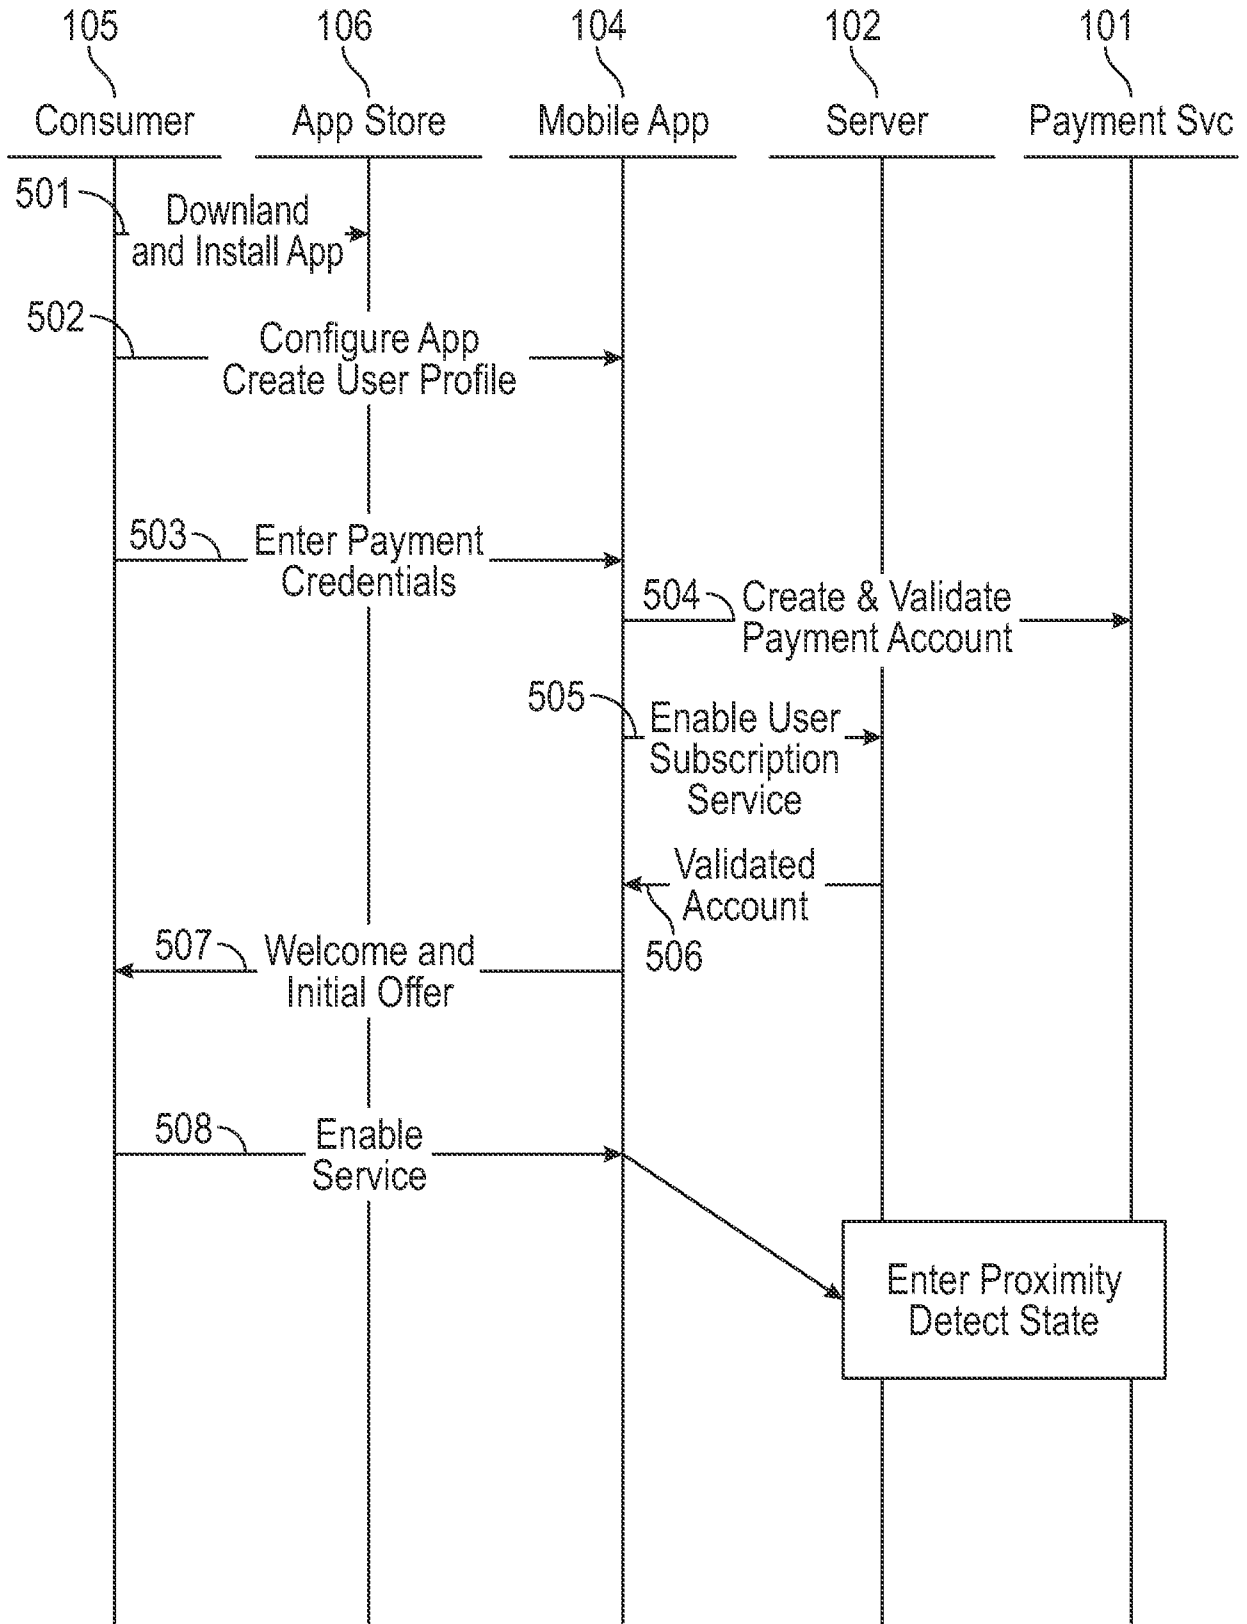 105
106
104
102
101
Consumer
App Store
Mobile App
Server
Payment Svc
501
Downland
and Install App
502
Configure App
Create User Profile
503
Enter Payment
Credentials
504
Create & Validate
Payment Account
505
Enable User
Subscription
Service
Validated
Account
506
507
Welcome and
Initial Offer
508
Enable
Service
Enter Proximity
Detect State